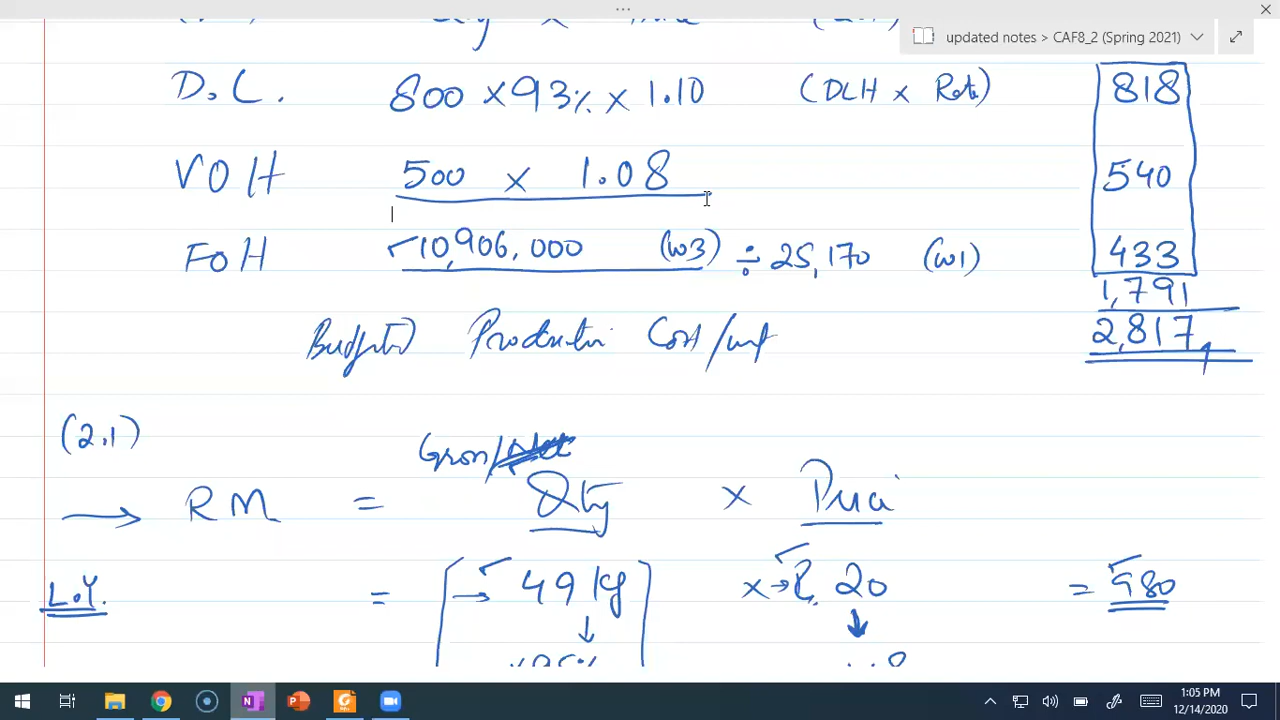 updated notes > CAF8_2 (Spring 2021)
D.C. 800 × 93% × 1.10 (DLH × Rate) 818
VOH 500 × 1.08 540
FOH 10,906,000 (w3) ÷ 25,170 (w1) 433
1,791
Budgeted Production Cost/unit 2,817
(2.1)
Gross/
→ RM = Qty × Price
L.Y. = [→ 49 kg] × → R. 20 = 980
1:05 PM
12/14/2020